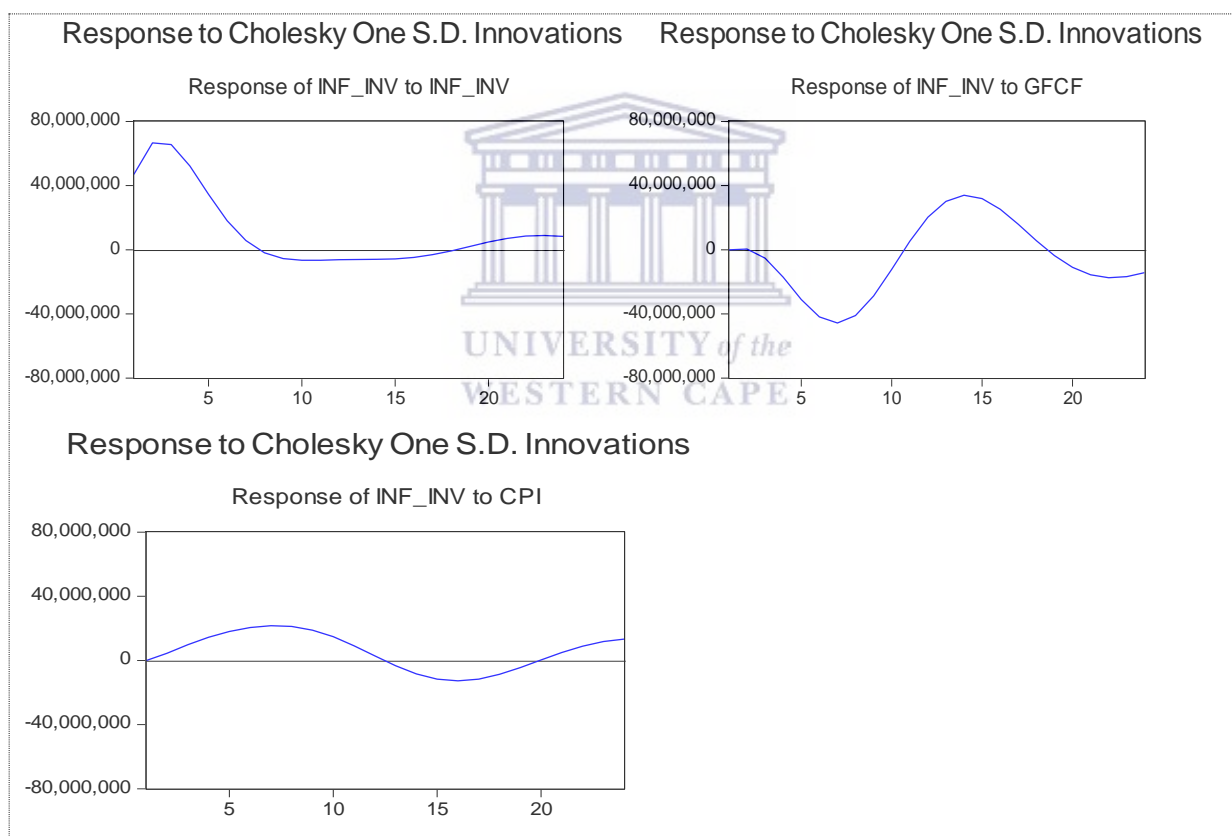 Response to Cholesky One S.D. Innovations
Response of INF_INV to INF_INV
80,000,000
40,000,000
0
-40,000,000
-80,000,000
5 10 15 20
Response to Cholesky One S.D. Innovations
Response of INF_INV to GFCF
80,000,000
40,000,000
0
-40,000,000
-80,000,000
5 10 15 20
UNIVERSITY of the
WESTERN CAPE
Response to Cholesky One S.D. Innovations
Response of INF_INV to CPI
80,000,000
40,000,000
0
-40,000,000
-80,000,000
5 10 15 20